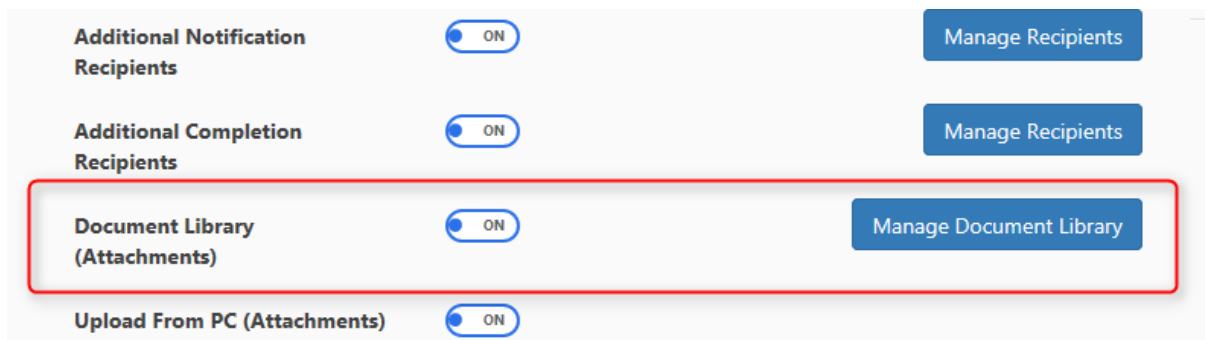 Additional Notification
Recipients
ON
Manage Recipients
Additional Completion
Recipients
ON
Manage Recipients
Document Library
(Attachments)
ON
Manage Document Library
Upload From PC (Attachments)
ON